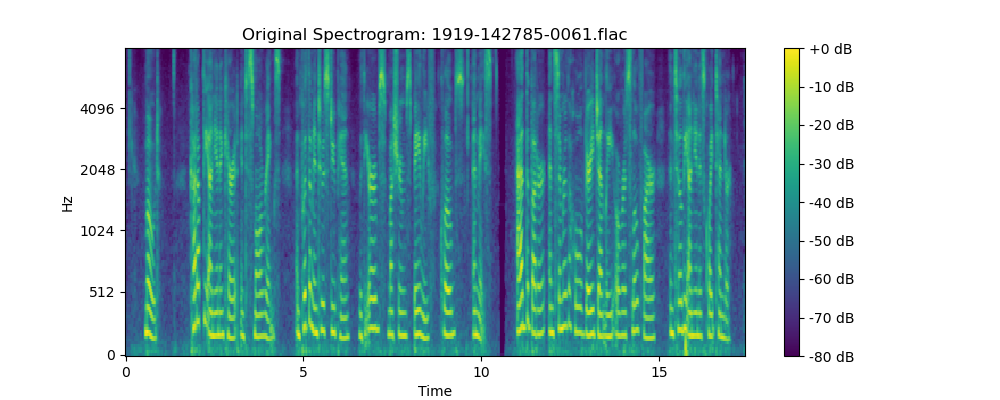 Original Spectrogram: 1919-142785-0061.flac
Hz
4096
2048
1024
512
0
0 5 10 15
Time
+0 dB
-10 dB
-20 dB
-30 dB
-40 dB
-50 dB
-60 dB
-70 dB
-80 dB